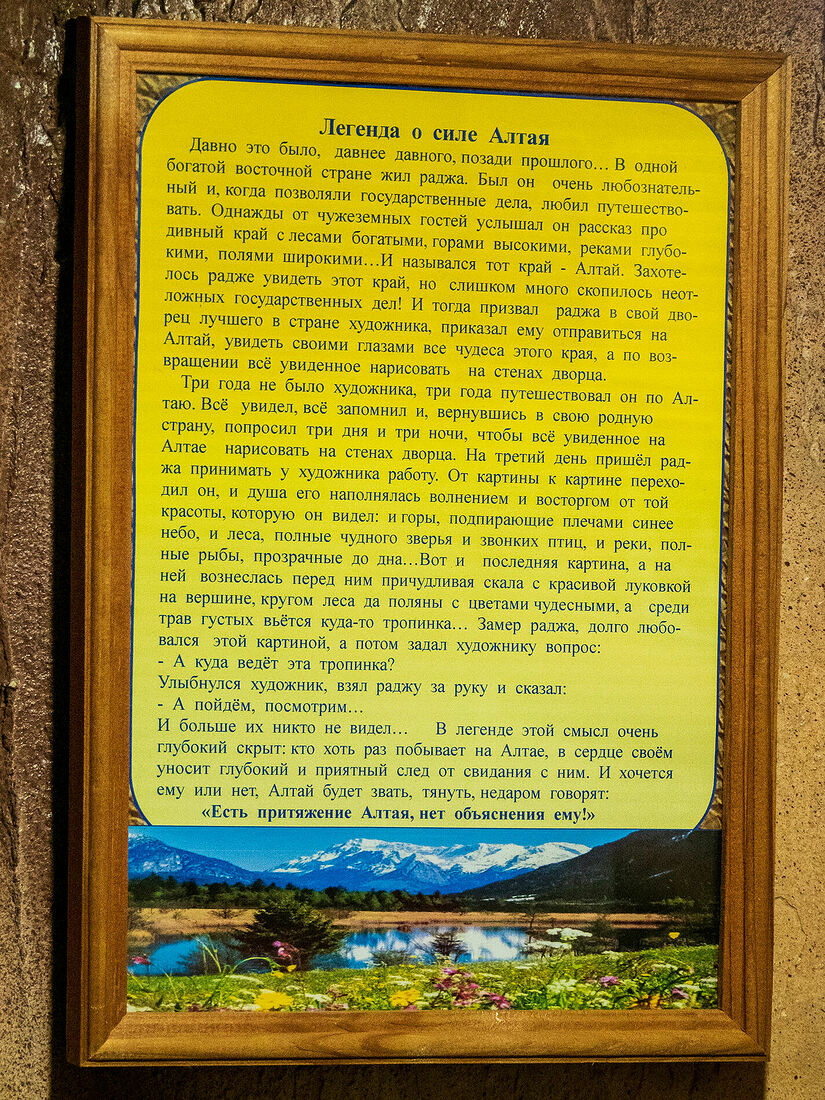 Легенда о силе Алтая
Давно это было, давнее давного, позади прошлого... В одной
богатой восточной стране жил раджа. Был он очень любознатель-
ный и, когда позволяли государственные дела, любил путешество-
вать. Однажды от чужеземных гостей услышал он рассказ про
дивный край с лесами богатыми, горами высокими, реками глубо-
кими, полями широкими...И назывался тот край - Алтай. Захоте-
лось радже увидеть этот край, но слишком много скопилось неот-
ложных государственных дел! И тогда призвал раджа в свой дво-
рец лучшего в стране художника, приказал ему отправиться на
Алтай, увидеть своими глазами все чудеса этого края, а по воз-
вращении всё увиденное нарисовать на стенах дворца.
Три года не было художника, три года путешествовал он по Ал-
таю. Всё увидел, всё запомнил и, вернувшись в свою родную
страну, попросил три дня и три ночи, чтобы всё увиденное на
Алтае нарисовать на стенах дворца. На третий день пришёл рад-
жа принимать у художника работу. От картины к картине перехо-
дил он, и душа его наполнялась волнением и восторгом от той
красоты, которую он видел: и горы, подпирающие плечами синее
небо, и леса, полные чудного зверья и звонких птиц, и реки, пол-
ные рыбы, прозрачные до дна...Вот и последняя картина, а на
ней вознеслась перед ним причудливая скала с красивой луковкой
на вершине, кругом леса да поляны с цветами чудесными, а среди
трав густых вьётся куда-то тропинка... Замер раджа, долго любо-
вался этой картиной, а потом задал художнику вопрос:
- А куда ведёт эта тропинка?
Улыбнулся художник, взял раджу за руку и сказал:
- А пойдём, посмотрим...
И больше их никто не видел... В легенде этой смысл очень
глубокий скрыт: кто хоть раз побывает на Алтае, в сердце своём
уносит глубокий и приятный след от свидания с ним. И хочется
ему или нет, Алтай будет звать, тянуть, недаром говорят:
«Есть притяжение Алтая, нет объяснения ему!»